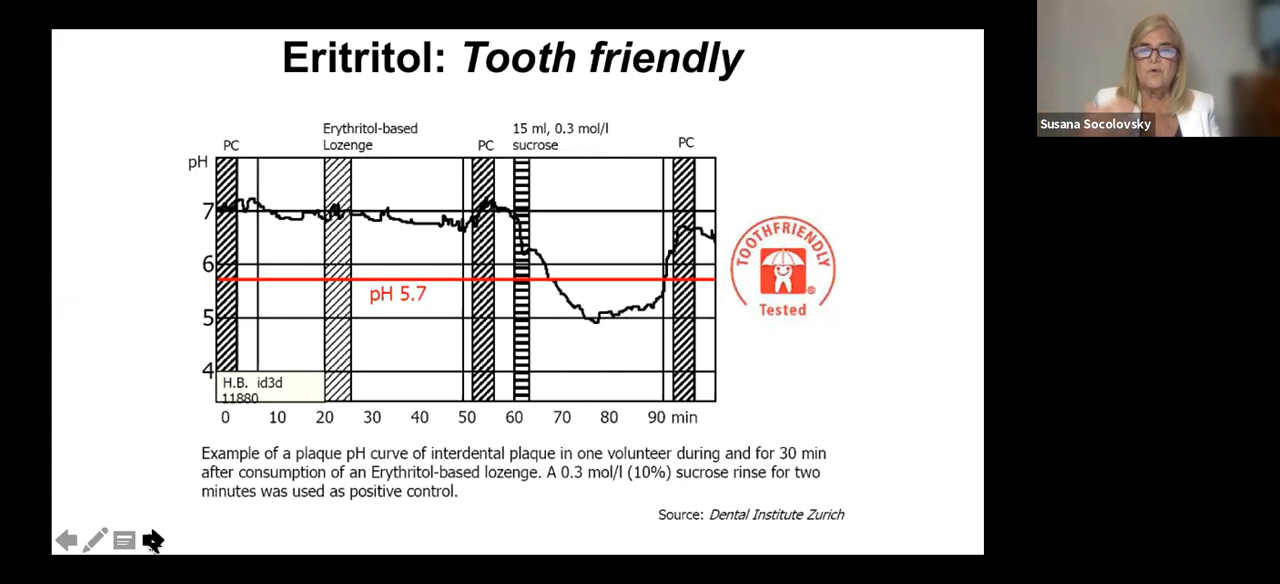 Eritritol: Tooth friendly
Susana Socolovsky
Erythritol-based
Lozenge
15 ml, 0.3 mol/l
sucrose
PC
PC
PC
pH
7
6
5
4
pH 5.7
H.B. id3d
11880
0 10 20 30 40 50 60 70 80 90 min
TOOTHFRIENDLY
®
Tested
Example of a plaque pH curve of interdental plaque in one volunteer during and for 30 min
after consumption of an Erythritol-based lozenge. A 0.3 mol/l (10%) sucrose rinse for two
minutes was used as positive control.
Source: Dental Institute Zurich